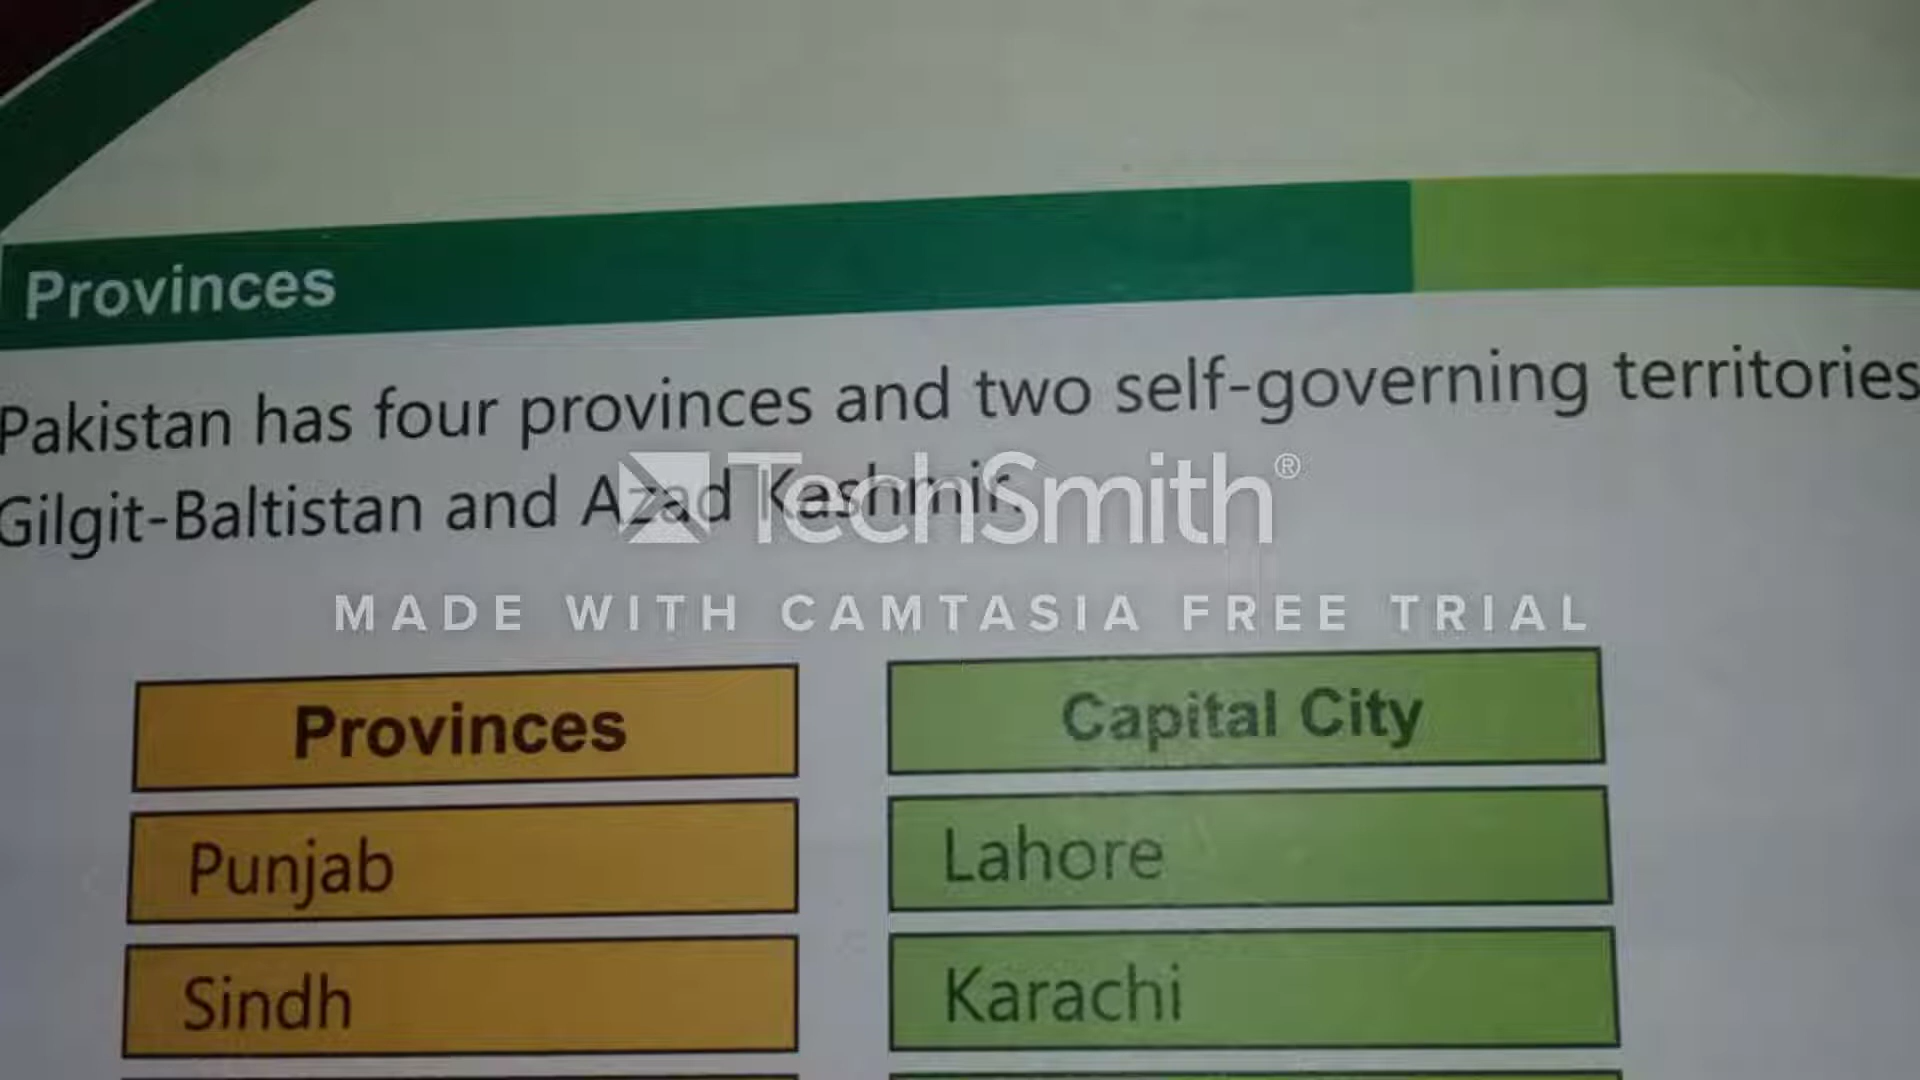 Provinces
Pakistan has four provinces and two self-governing territories
Gilgit-Baltistan and Azad Kashmir.
TechSmith®
MADE WITH CAMTASIA FREE TRIAL
Provinces Capital City
Punjab Lahore
Sindh Karachi